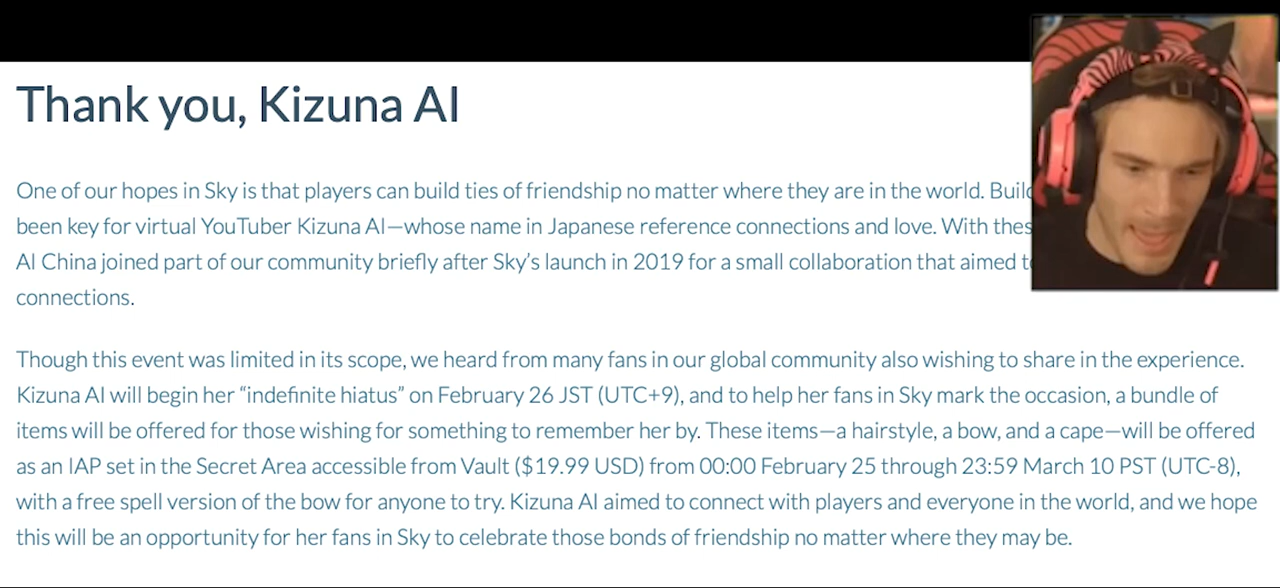 Thank you, Kizuna AI
One of our hopes in Sky is that players can build ties of friendship no matter where they are in the world.
been key for virtual YouTuber Kizuna AI—whose name in Japanese reference connections and love. With
AI China joined part of our community briefly after Sky's launch in 2019 for a small collaboration that aimed
connections.
Though this event was limited in its scope, we heard from many fans in our global community also wishing to share in the experience.
Kizuna AI will begin her “indefinite hiatus” on February 26 JST (UTC+9), and to help her fans in Sky mark the occasion, a bundle of
items will be offered for those wishing for something to remember her by. These items—a hairstyle, a bow, and a cape—will be offered
as an IAP set in the Secret Area accessible from Vault ($19.99 USD) from 00:00 February 25 through 23:59 March 10 PST (UTC-8),
with a free spell version of the bow for anyone to try. Kizuna AI aimed to connect with players and everyone in the world, and we hope
this will be an opportunity for her fans in Sky to celebrate those bonds of friendship no matter where they may be.